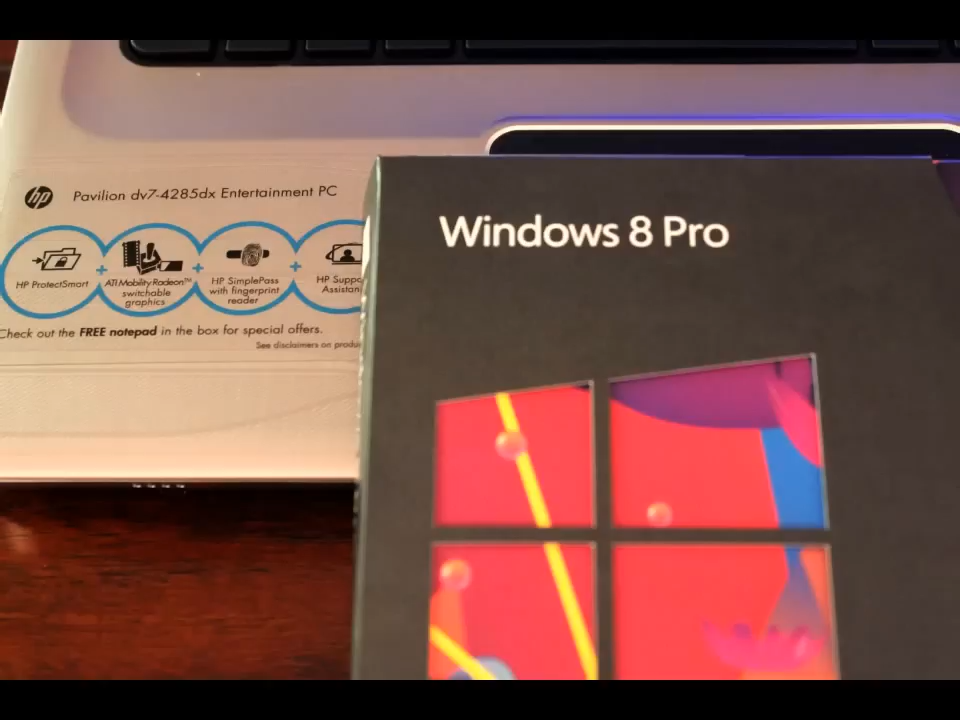 hp
Pavilion dv7-4285dx Entertainment PC
HP ProtectSmart
+
ATI Mobility Radeon™
switchable
graphics
+
HP SimplePass
with fingerprint
reader
+
HP Suppo
Assistan
Check out the FREE notepad in the box for special offers.
See disclaimers on produ
Windows 8 Pro